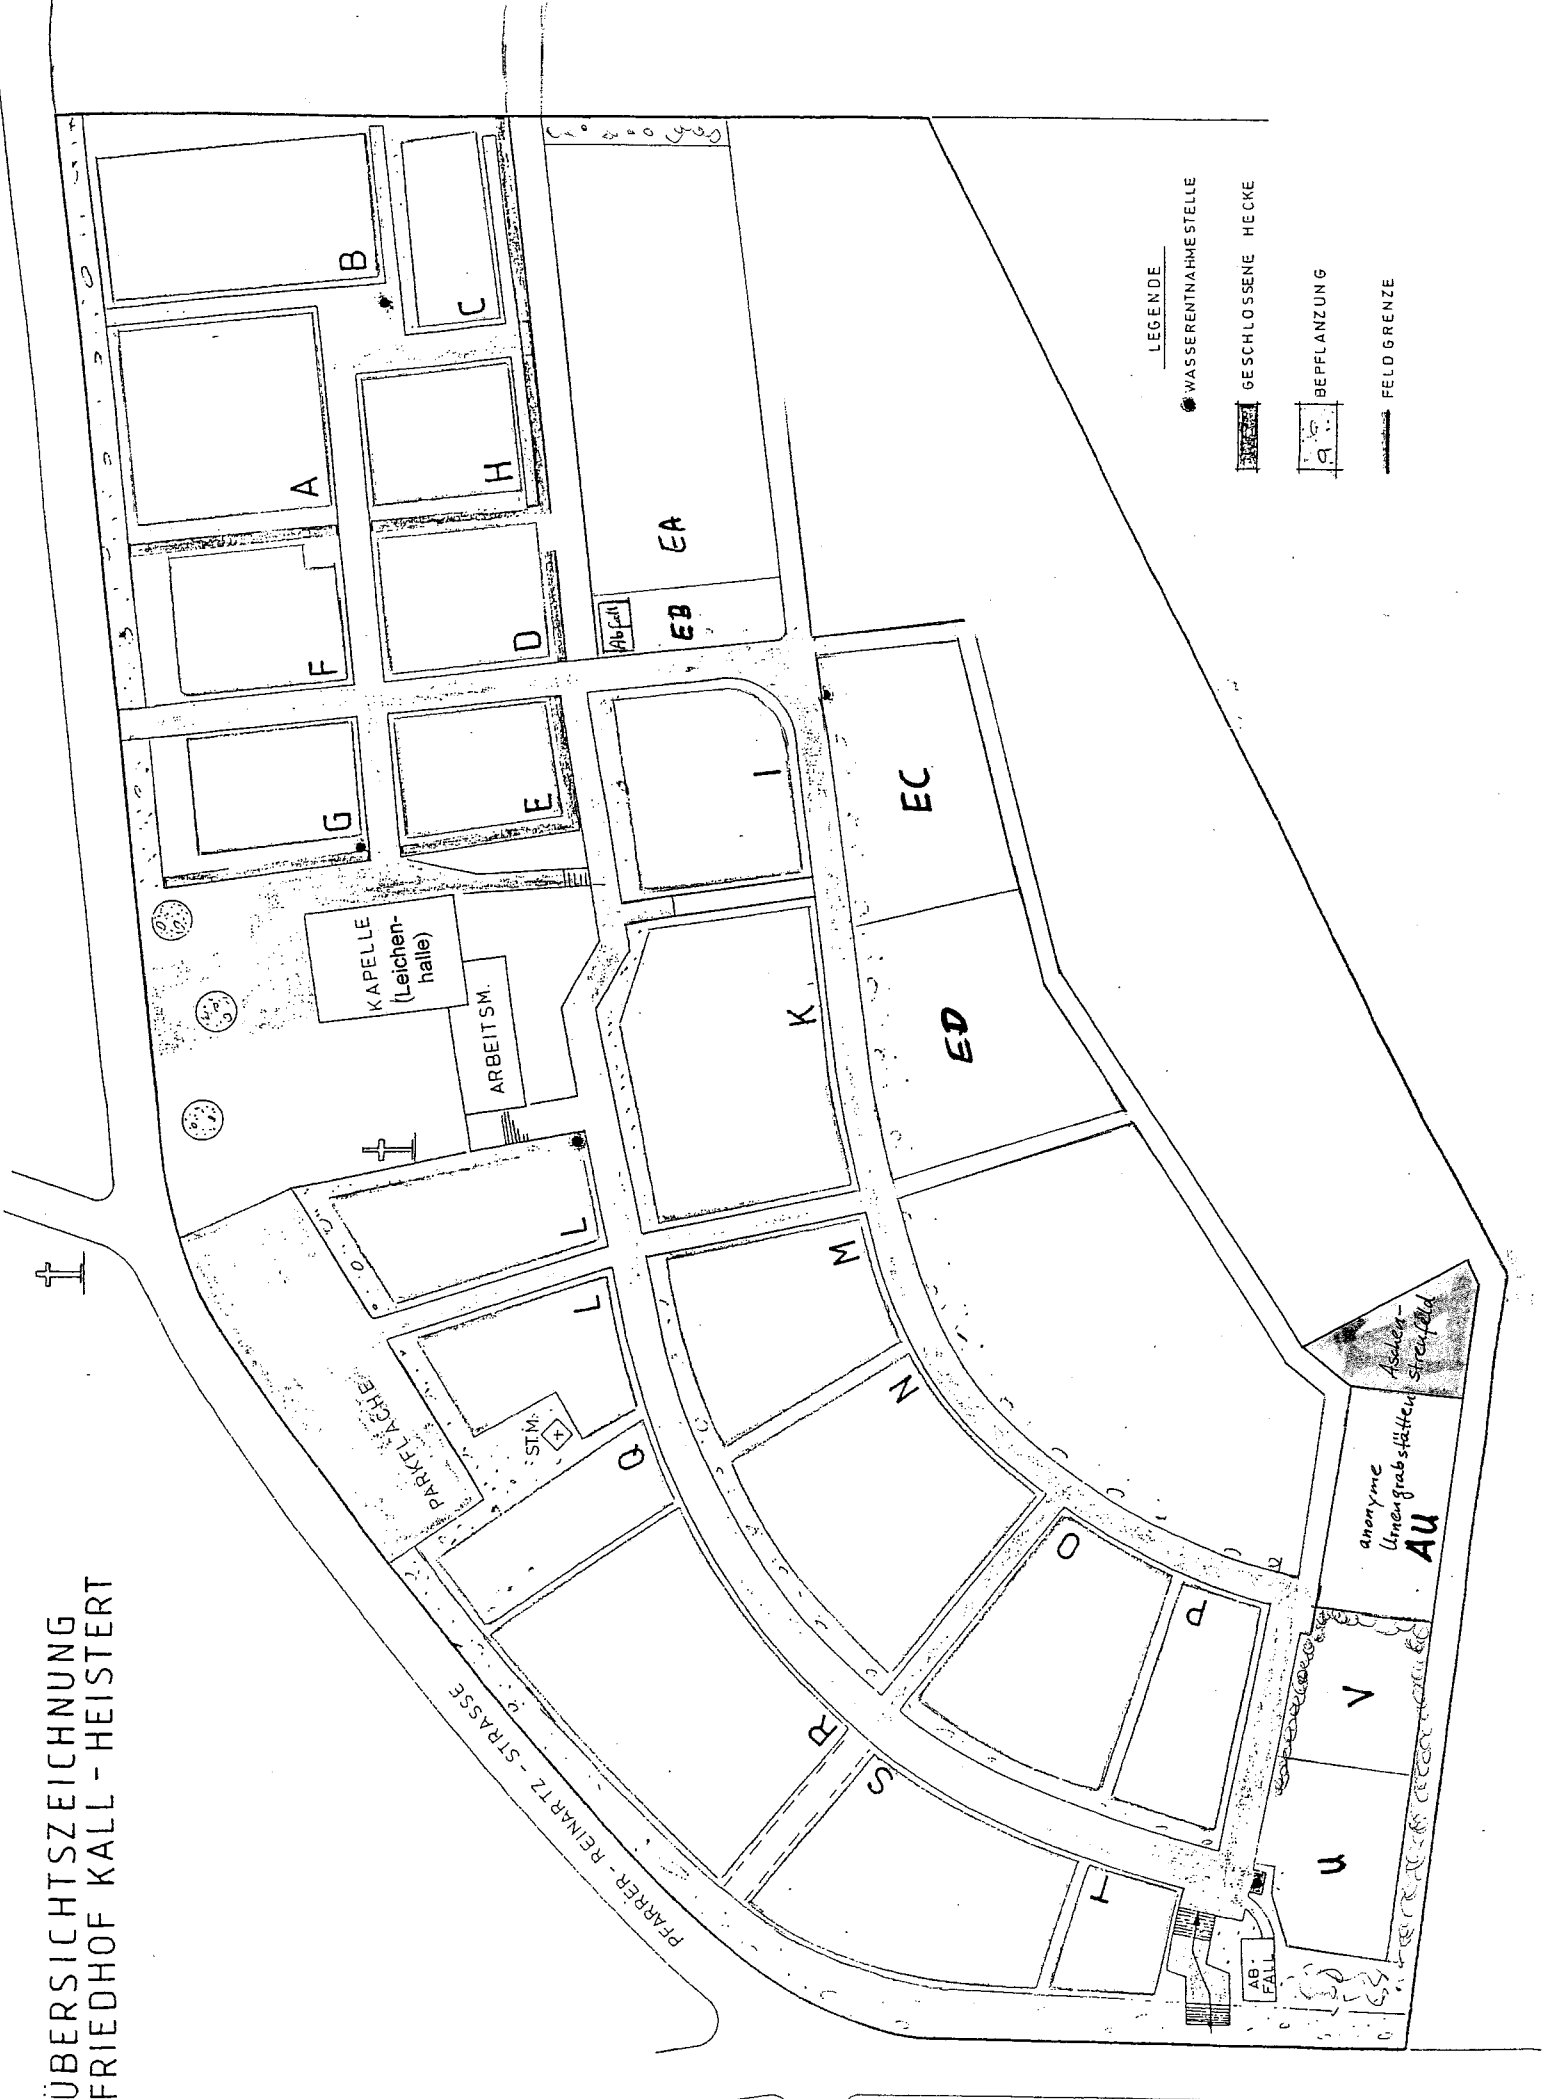 ÜBERSICHTSZEICHNUNG
FRIEDHOF KALL-HEISTERT
PFARRER-REINARTZ-STRASSE
PARKFLÄCHE
ST.M.
KAPELLE
(Leichen-
halle)
ARBEITSM.
G
F
A
B
E
D
H
C
I
Abfall
EB
EA
L
L
K
EC
Q
M
ED
R
N
S
O
T
P
AB-
FALL
U
V
anonyme
Urnengrabstätten
AU
Aschen-
streufeld
LEGENDE
WASSERENTNAHMESTELLE
GESCHLOSSENE HECKE
BEPFLANZUNG
FELDGRENZE